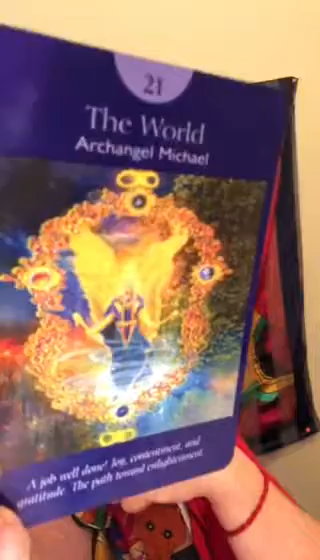 21
The World
Archangel Michael
A job well done! Joy, contentment, and
gratitude. The path toward enlightenment.